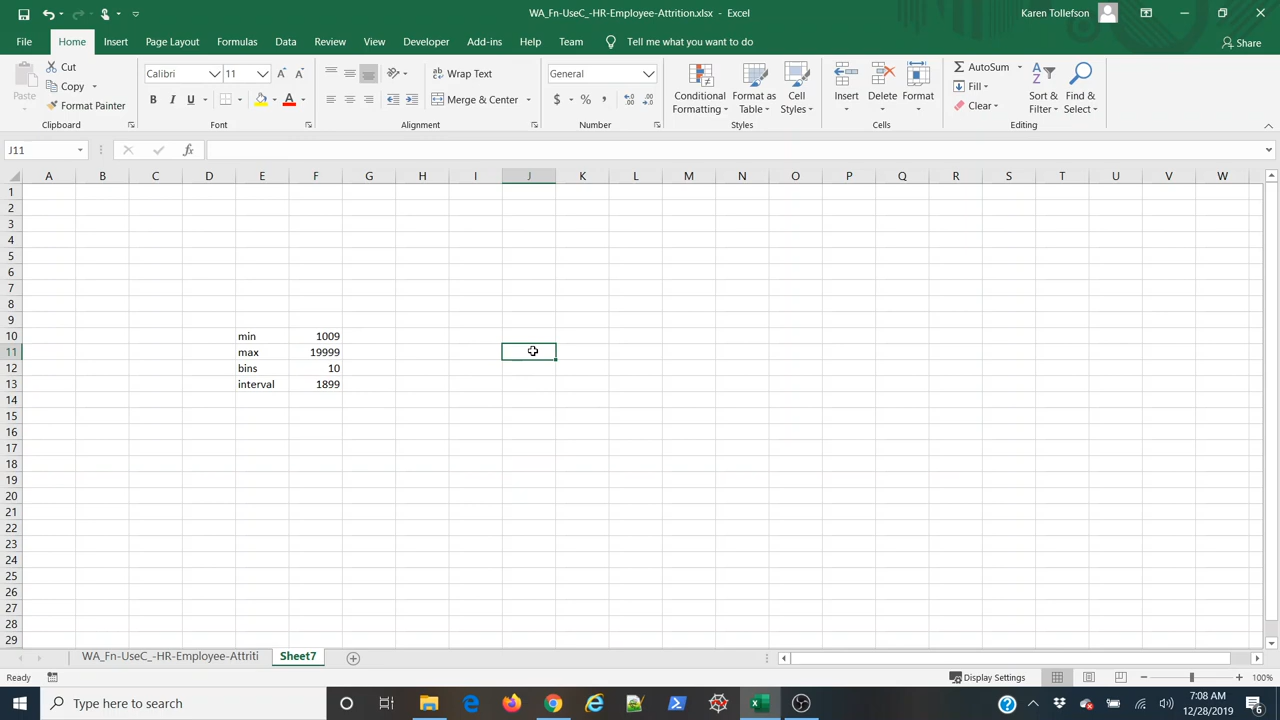 WA_Fn-UseC_-HR-Employee-Attrition.xlsx - Excel
Karen Tollefson
File Home Insert Page Layout Formulas Data Review View Developer Add-ins Help Team Tell me what you want to do Share
Paste
Cut
Copy
Format Painter
Clipboard
Calibri 11
B I U
Font
Wrap Text
Merge & Center
Alignment
General
$ % ,
Number
Conditional Formatting
Format as Table
Cell Styles
Styles
Insert Delete Format
Cells
AutoSum
Fill
Clear
Sort & Filter
Find & Select
Editing
J11
fx
A B C D E F G H I J K L M N O P Q R S T U V W
1
2
3
4
5
6
7
8
9
10 min 1009
11 max 19999
12 bins 10
13 interval 1899
14
15
16
17
18
19
20
21
22
23
24
25
26
27
28
29
WA_Fn-UseC_-HR-Employee-Attriti Sheet7
Ready Display Settings 100%
Type here to search
7:08 AM
12/28/2019
6